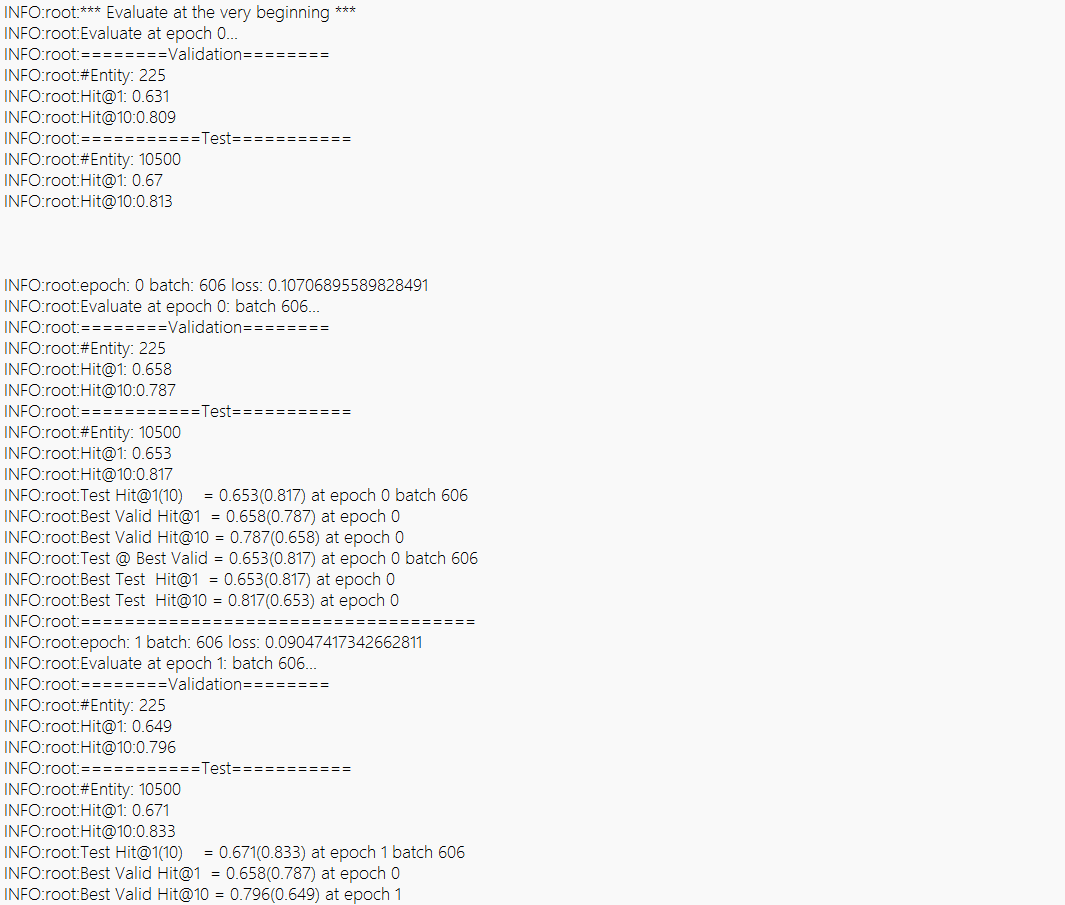 INFO:root:*** Evaluate at the very beginning ***
INFO:root:Evaluate at epoch 0...
INFO:root:========Validation========
INFO:root:#Entity: 225
INFO:root:Hit@1: 0.631
INFO:root:Hit@10:0.809
INFO:root:===========Test===========
INFO:root:#Entity: 10500
INFO:root:Hit@1: 0.67
INFO:root:Hit@10:0.813
INFO:root:epoch: 0 batch: 606 loss: 0.10706895589828491
INFO:root:Evaluate at epoch 0: batch 606...
INFO:root:========Validation========
INFO:root:#Entity: 225
INFO:root:Hit@1: 0.658
INFO:root:Hit@10:0.787
INFO:root:===========Test===========
INFO:root:#Entity: 10500
INFO:root:Hit@1: 0.653
INFO:root:Hit@10:0.817
INFO:root:Test Hit@1(10)    = 0.653(0.817) at epoch 0 batch 606
INFO:root:Best Valid Hit@1  = 0.658(0.787) at epoch 0
INFO:root:Best Valid Hit@10 = 0.787(0.658) at epoch 0
INFO:root:Test @ Best Valid = 0.653(0.817) at epoch 0 batch 606
INFO:root:Best Test  Hit@1  = 0.653(0.817) at epoch 0
INFO:root:Best Test  Hit@10 = 0.817(0.653) at epoch 0
INFO:root:====================================
INFO:root:epoch: 1 batch: 606 loss: 0.09047417342662811
INFO:root:Evaluate at epoch 1: batch 606...
INFO:root:========Validation========
INFO:root:#Entity: 225
INFO:root:Hit@1: 0.649
INFO:root:Hit@10:0.796
INFO:root:===========Test===========
INFO:root:#Entity: 10500
INFO:root:Hit@1: 0.671
INFO:root:Hit@10:0.833
INFO:root:Test Hit@1(10)    = 0.671(0.833) at epoch 1 batch 606
INFO:root:Best Valid Hit@1  = 0.658(0.787) at epoch 0
INFO:root:Best Valid Hit@10 = 0.796(0.649) at epoch 1